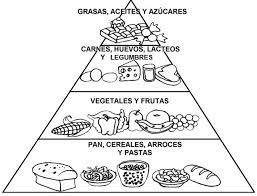 GRASAS, ACEITES Y AZÚCARES
CARNES, HUEVOS, LACTEOS
Y LEGUMBRES
VEGETALES Y FRUTAS
PAN, CEREALES, ARROCES
Y PASTAS